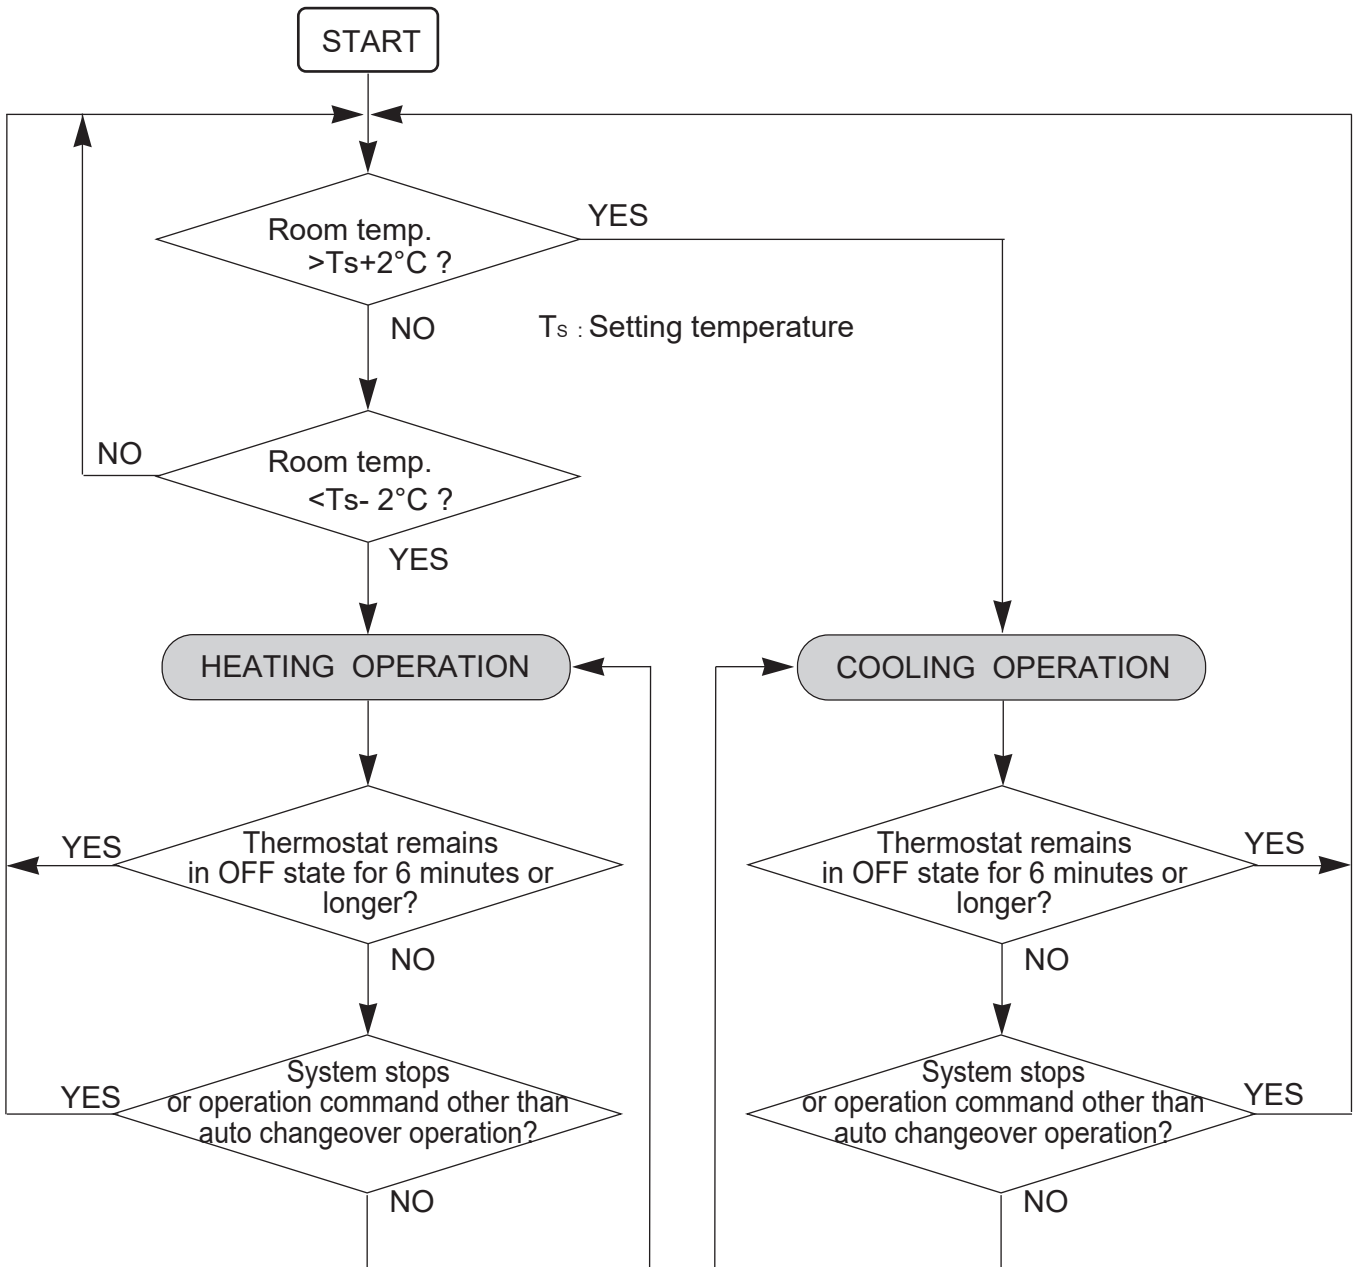 START
Room temp.
>Ts+2°C ?
YES
NO
Ts : Setting temperature
NO
Room temp.
<Ts- 2°C ?
YES
HEATING OPERATION
COOLING OPERATION
YES
Thermostat remains
in OFF state for 6 minutes or
longer?
NO
Thermostat remains
in OFF state for 6 minutes or
longer?
YES
NO
YES
System stops
or operation command other than
auto changeover operation?
NO
System stops
or operation command other than
auto changeover operation?
YES
NO